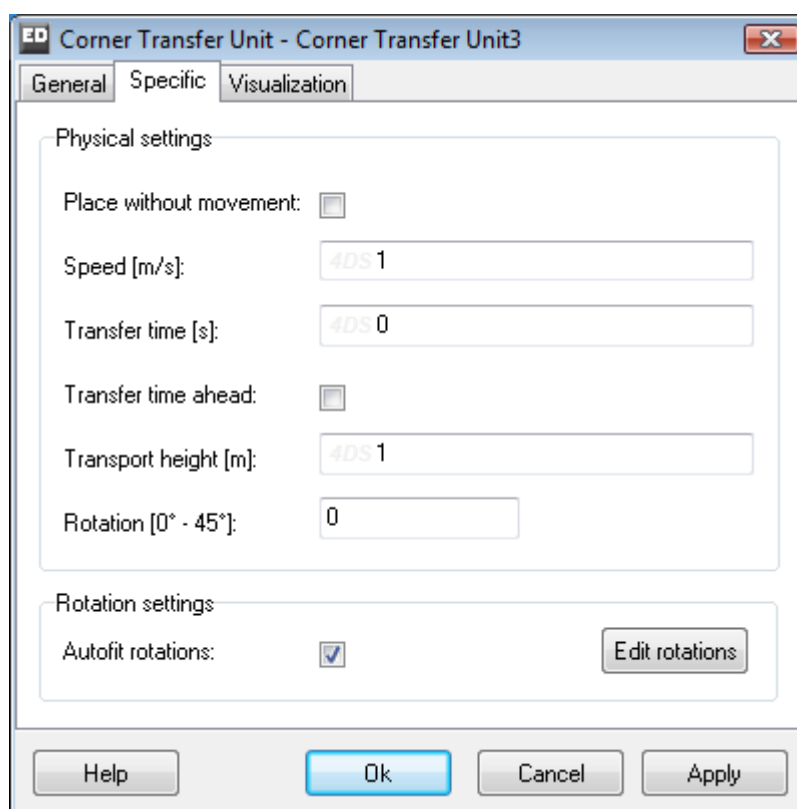 ED Corner Transfer Unit - Corner Transfer Unit3
General Specific Visualization
Physical settings
Place without movement:
Speed [m/s]: 4DS 1
Transfer time [s]: 4DS 0
Transfer time ahead:
Transport height [m]: 4DS 1
Rotation [0° - 45°]: 0
Rotation settings
Autofit rotations: Edit rotations
Help Ok Cancel Apply